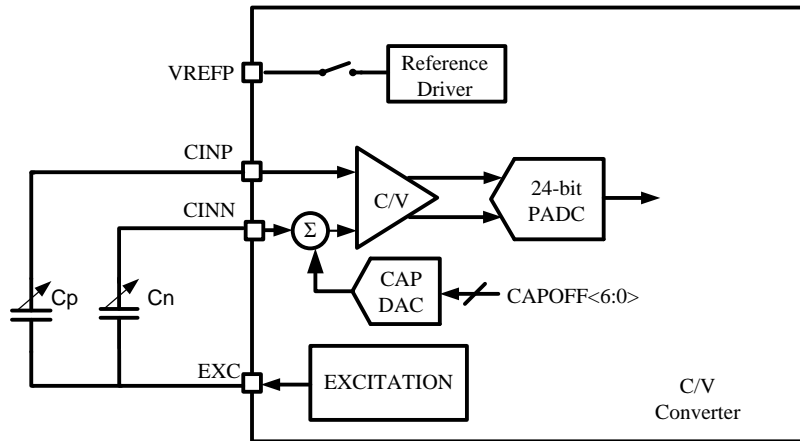 VREFP
Reference
Driver
CINP
CINN
C/V
24-bit
PADC
Σ
CAP
DAC
CAPOFF<6:0>
Cp
Cn
EXC
EXCITATION
C/V
Converter